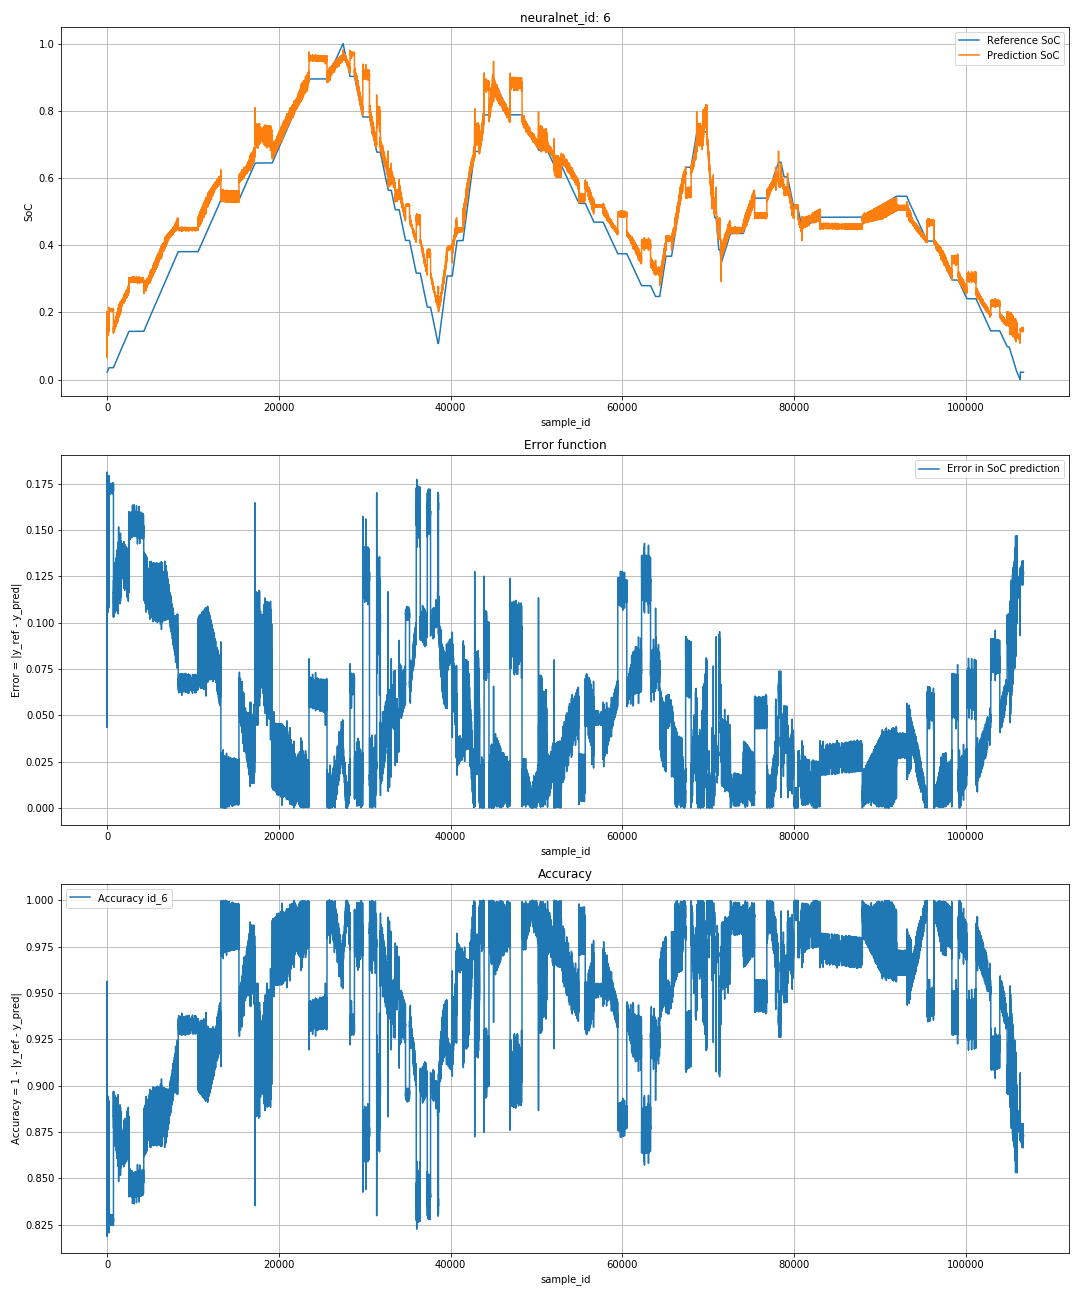 neuralnet_id: 6
1.0
0.8
0.6
0.4
0.2
0.0
SoC
Reference SoC
Prediction SoC
0 20000 40000 60000 80000 100000
sample_id
Error function
0.175
0.150
0.125
0.100
0.075
0.050
0.025
0.000
Error = |y_ref - y_pred|
Error in SoC prediction
0 20000 40000 60000 80000 100000
sample_id
Accuracy
1.000
0.975
0.950
0.925
0.900
0.875
0.850
0.825
Accuracy = 1 - |y_ref - y_pred|
Accuracy id_6
0 20000 40000 60000 80000 100000
sample_id